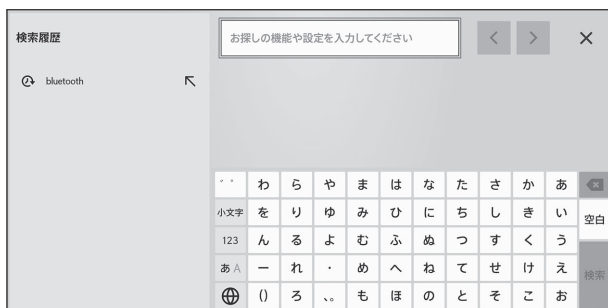 検索履歴
お探しの機能や設定を入力してください
bluetooth
゛゜ わ ら や ま は な た さ か あ
小文字 を り ゆ み ひ に ち し き い 空白
123 ん る よ む ふ ぬ つ す く う
あ A ー れ ・ め へ ね て せ け え 検索
() ろ 、。 も ほ の と そ こ お